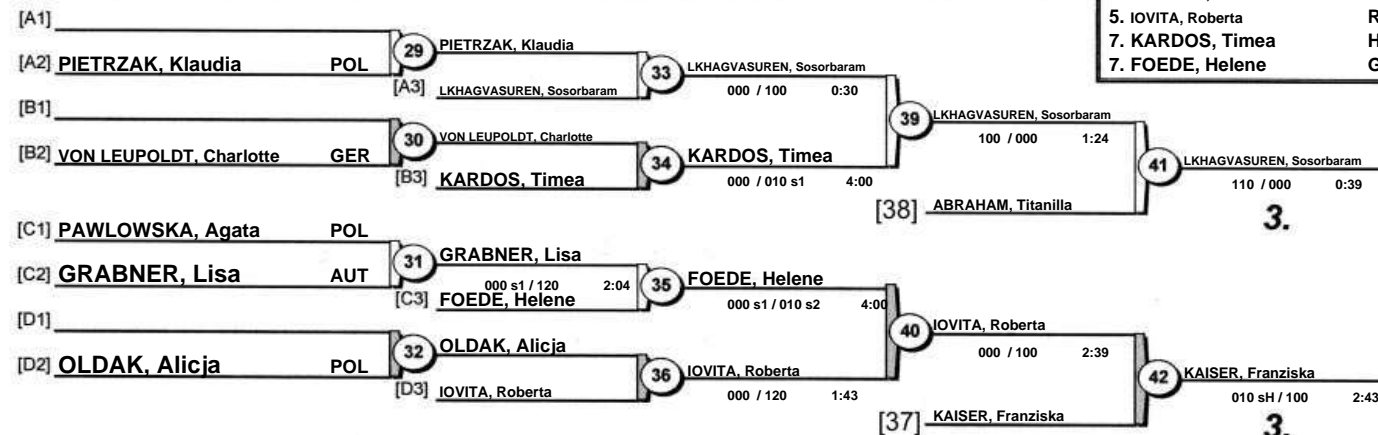 5. IOVITA, Roberta R
7. KARDOS, Timea H
7. FOEDE, Helene G
[A1]
[A2] PIETRZAK, Klaudia POL
29
PIETRZAK, Klaudia
[A3] LKHAGVASUREN, Sosorbaram
33
LKHAGVASUREN, Sosorbaram
000 / 100 0:30
[B1]
[B2] VON LEUPOLDT, Charlotte GER
30
VON LEUPOLDT, Charlotte
[B3] KARDOS, Timea
34
KARDOS, Timea
000 / 010 s1 4:00
39
LKHAGVASUREN, Sosorbaram
100 / 000 1:24
[38] ABRAHAM, Titanilla
41
LKHAGVASUREN, Sosorbaram
110 / 000 0:39
3.
[C1] PAWLOWSKA, Agata POL
[C2] GRABNER, Lisa AUT
31
GRABNER, Lisa
000 s1 / 120 2:04
[C3] FOEDE, Helene
35
FOEDE, Helene
000 s1 / 010 s2 4:00
[D1]
[D2] OLDAK, Alicja POL
32
OLDAK, Alicja
[D3] IOVITA, Roberta
36
IOVITA, Roberta
000 / 120 1:43
40
IOVITA, Roberta
000 / 100 2:39
[37] KAISER, Franziska
42
KAISER, Franziska
010 sH / 100 2:43
3.